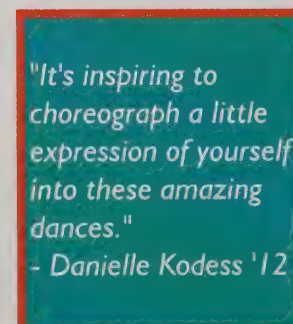 "It's inspiring to
choreograph a little
expression of yourself
into these amazing
dances."
- Danielle Kodess '12